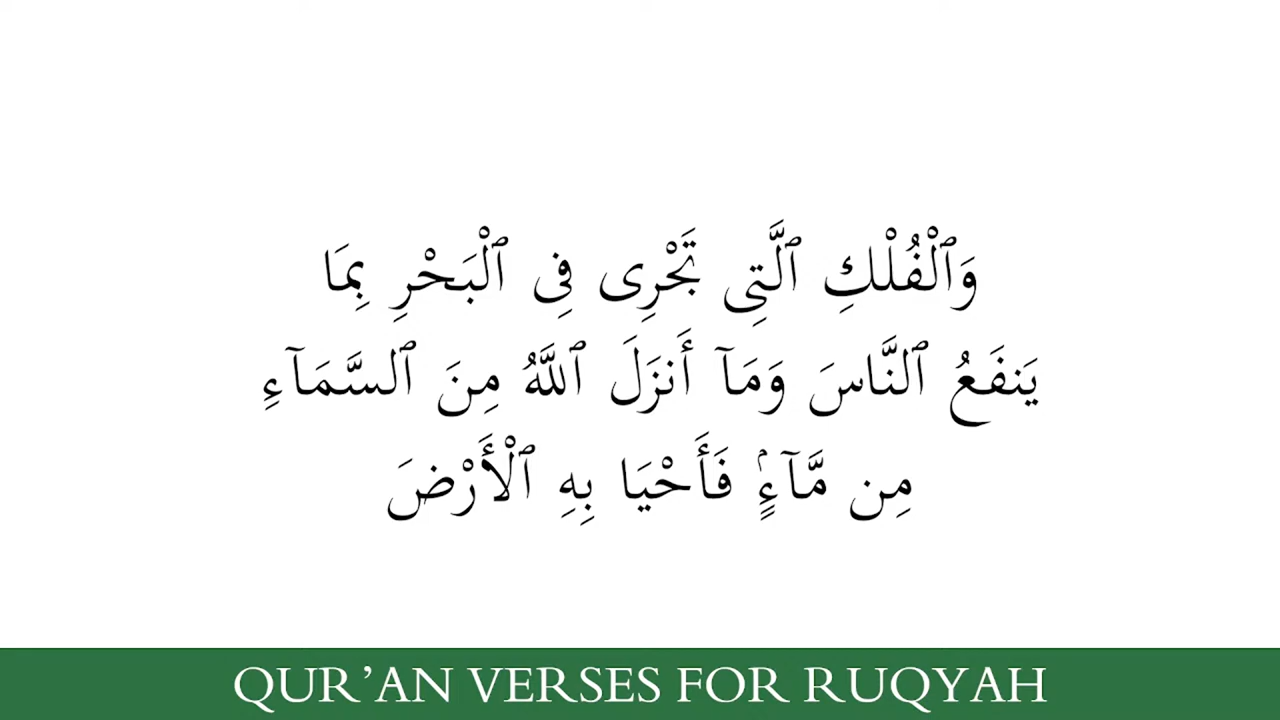 وَٱلْفُلْكِ ٱلَّتِى تَجْرِى فِى ٱلْبَحْرِ بِمَا
يَنفَعُ ٱلنَّاسَ وَمَآ أَنزَلَ ٱللَّهُ مِنَ ٱلسَّمَآءِ
مِن مَّآءٍۢ فَأَحْيَا بِهِ ٱلْأَرْضَ
QUR’AN VERSES FOR RUQYAH